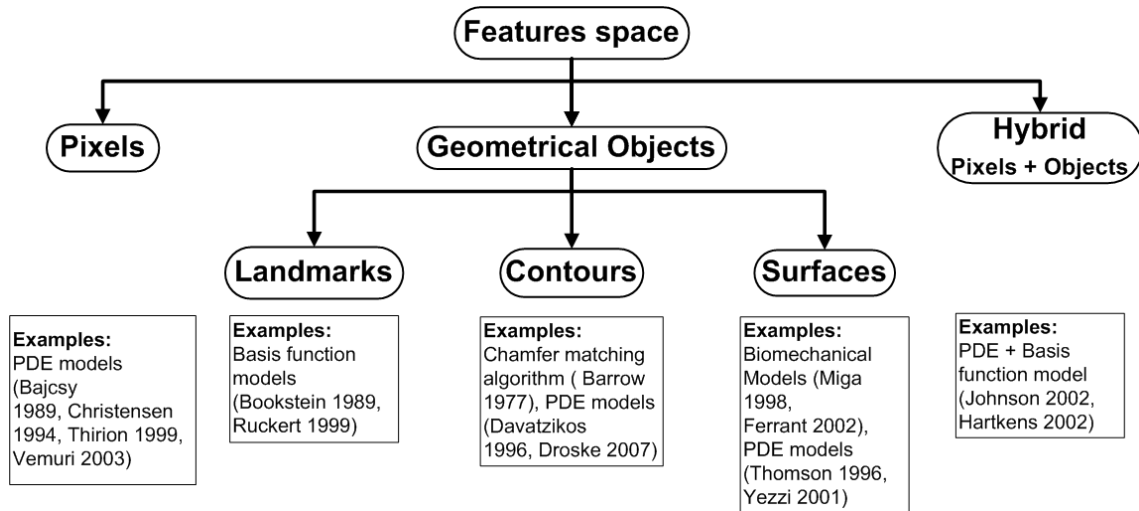 Features space
Pixels
Geometrical Objects
Hybrid
Pixels + Objects
Landmarks
Contours
Surfaces
Examples:
PDE models
(Bajcsy
1989, Christensen
1994, Thirion 1999,
Vemuri 2003)
Examples:
Basis function
models
(Bookstein 1989,
Ruckert 1999)
Examples:
Chamfer matching
algorithm ( Barrow
1977), PDE models
(Davatzikos
1996, Droske 2007)
Examples:
Biomechanical
Models (Miga
1998,
Ferrant 2002),
PDE models
(Thomson 1996,
Yezzi 2001)
Examples:
PDE + Basis
function model
(Johnson 2002,
Hartkens 2002)